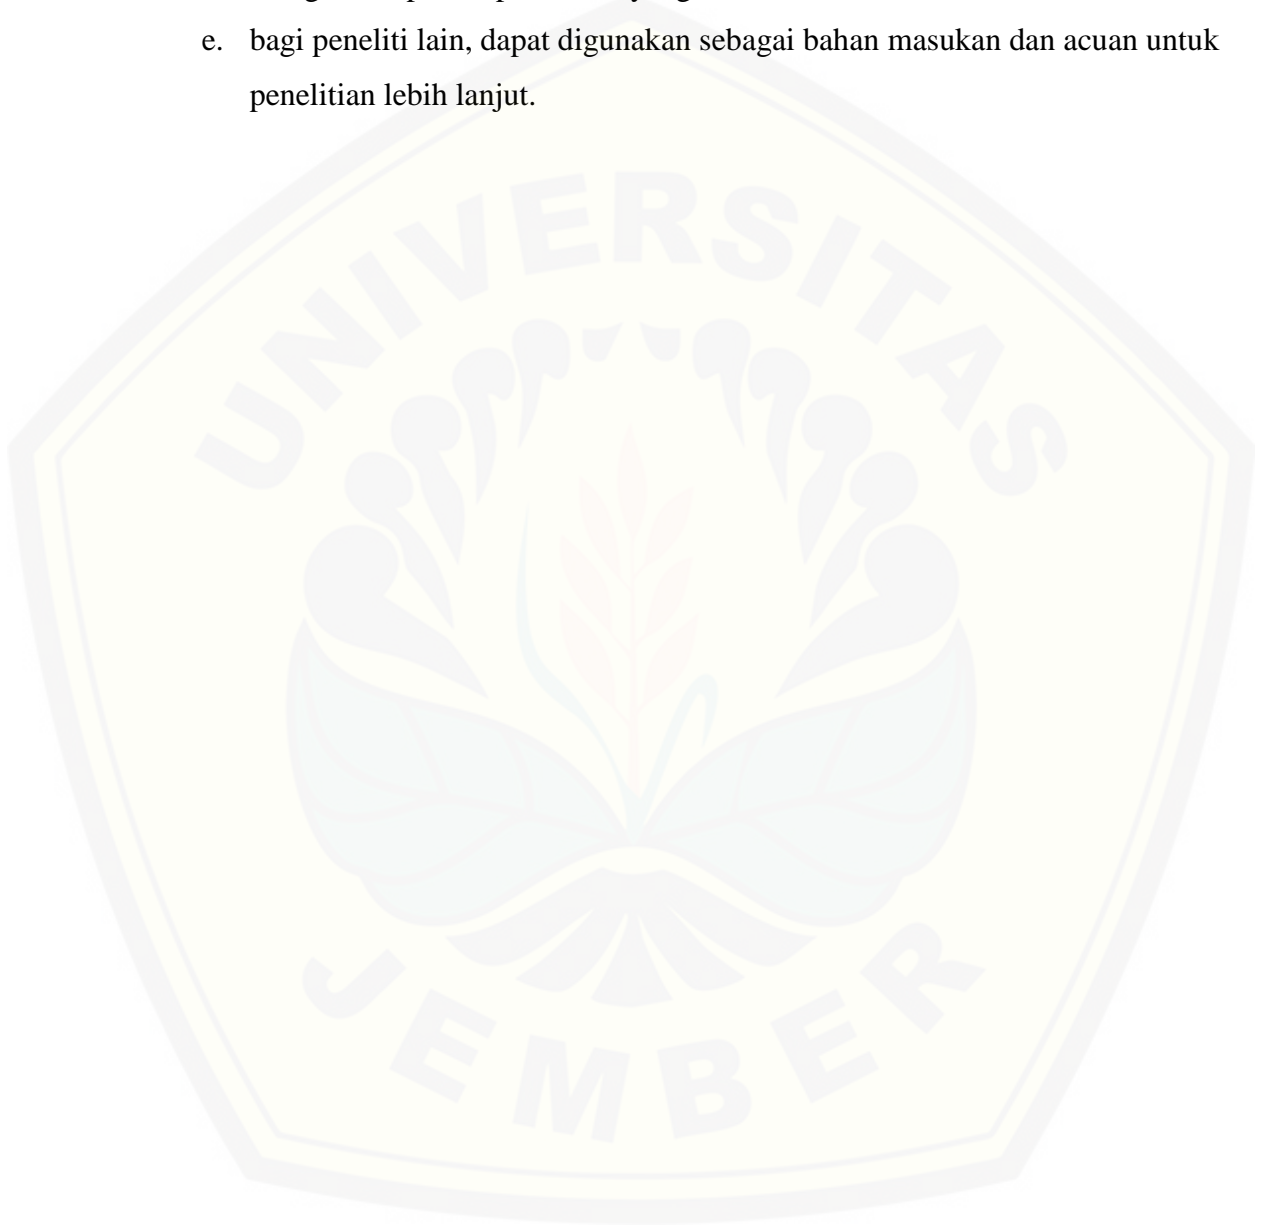 e. bagi peneliti lain, dapat digunakan sebagai bahan masukan dan acuan untuk
penelitian lebih lanjut.
UNIVERSITAS
JEMBER